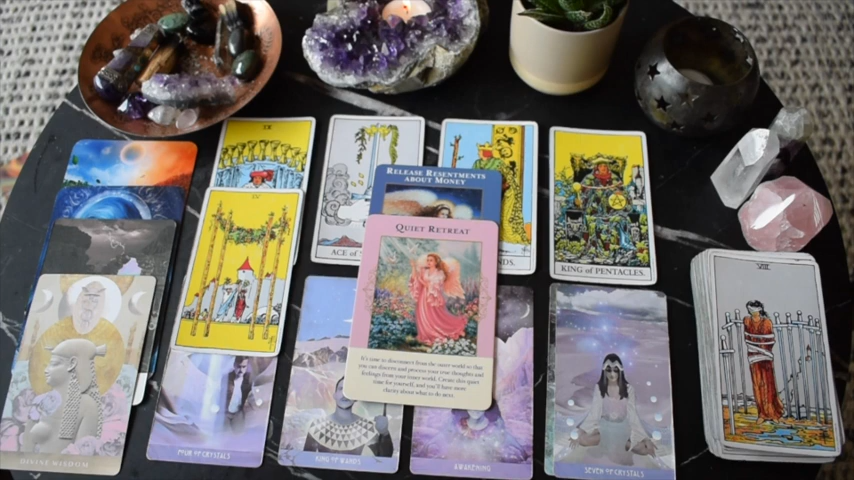 IX
IV
ACE of
RELEASE RESENTMENTS
ABOUT MONEY
QUIET RETREAT
It's time to disconnect from the outer world so that
you can discern and process your true thoughts and
feelings from your inner world. Create this quiet
time for yourself, and you'll have more
clarity about what to do next.
KING of PENTACLES.
VIII
DIVINE WISDOM
FOUR OF CRYSTALS
KING OF WANDS
AWAKENING
SEVEN OF CRYSTALS